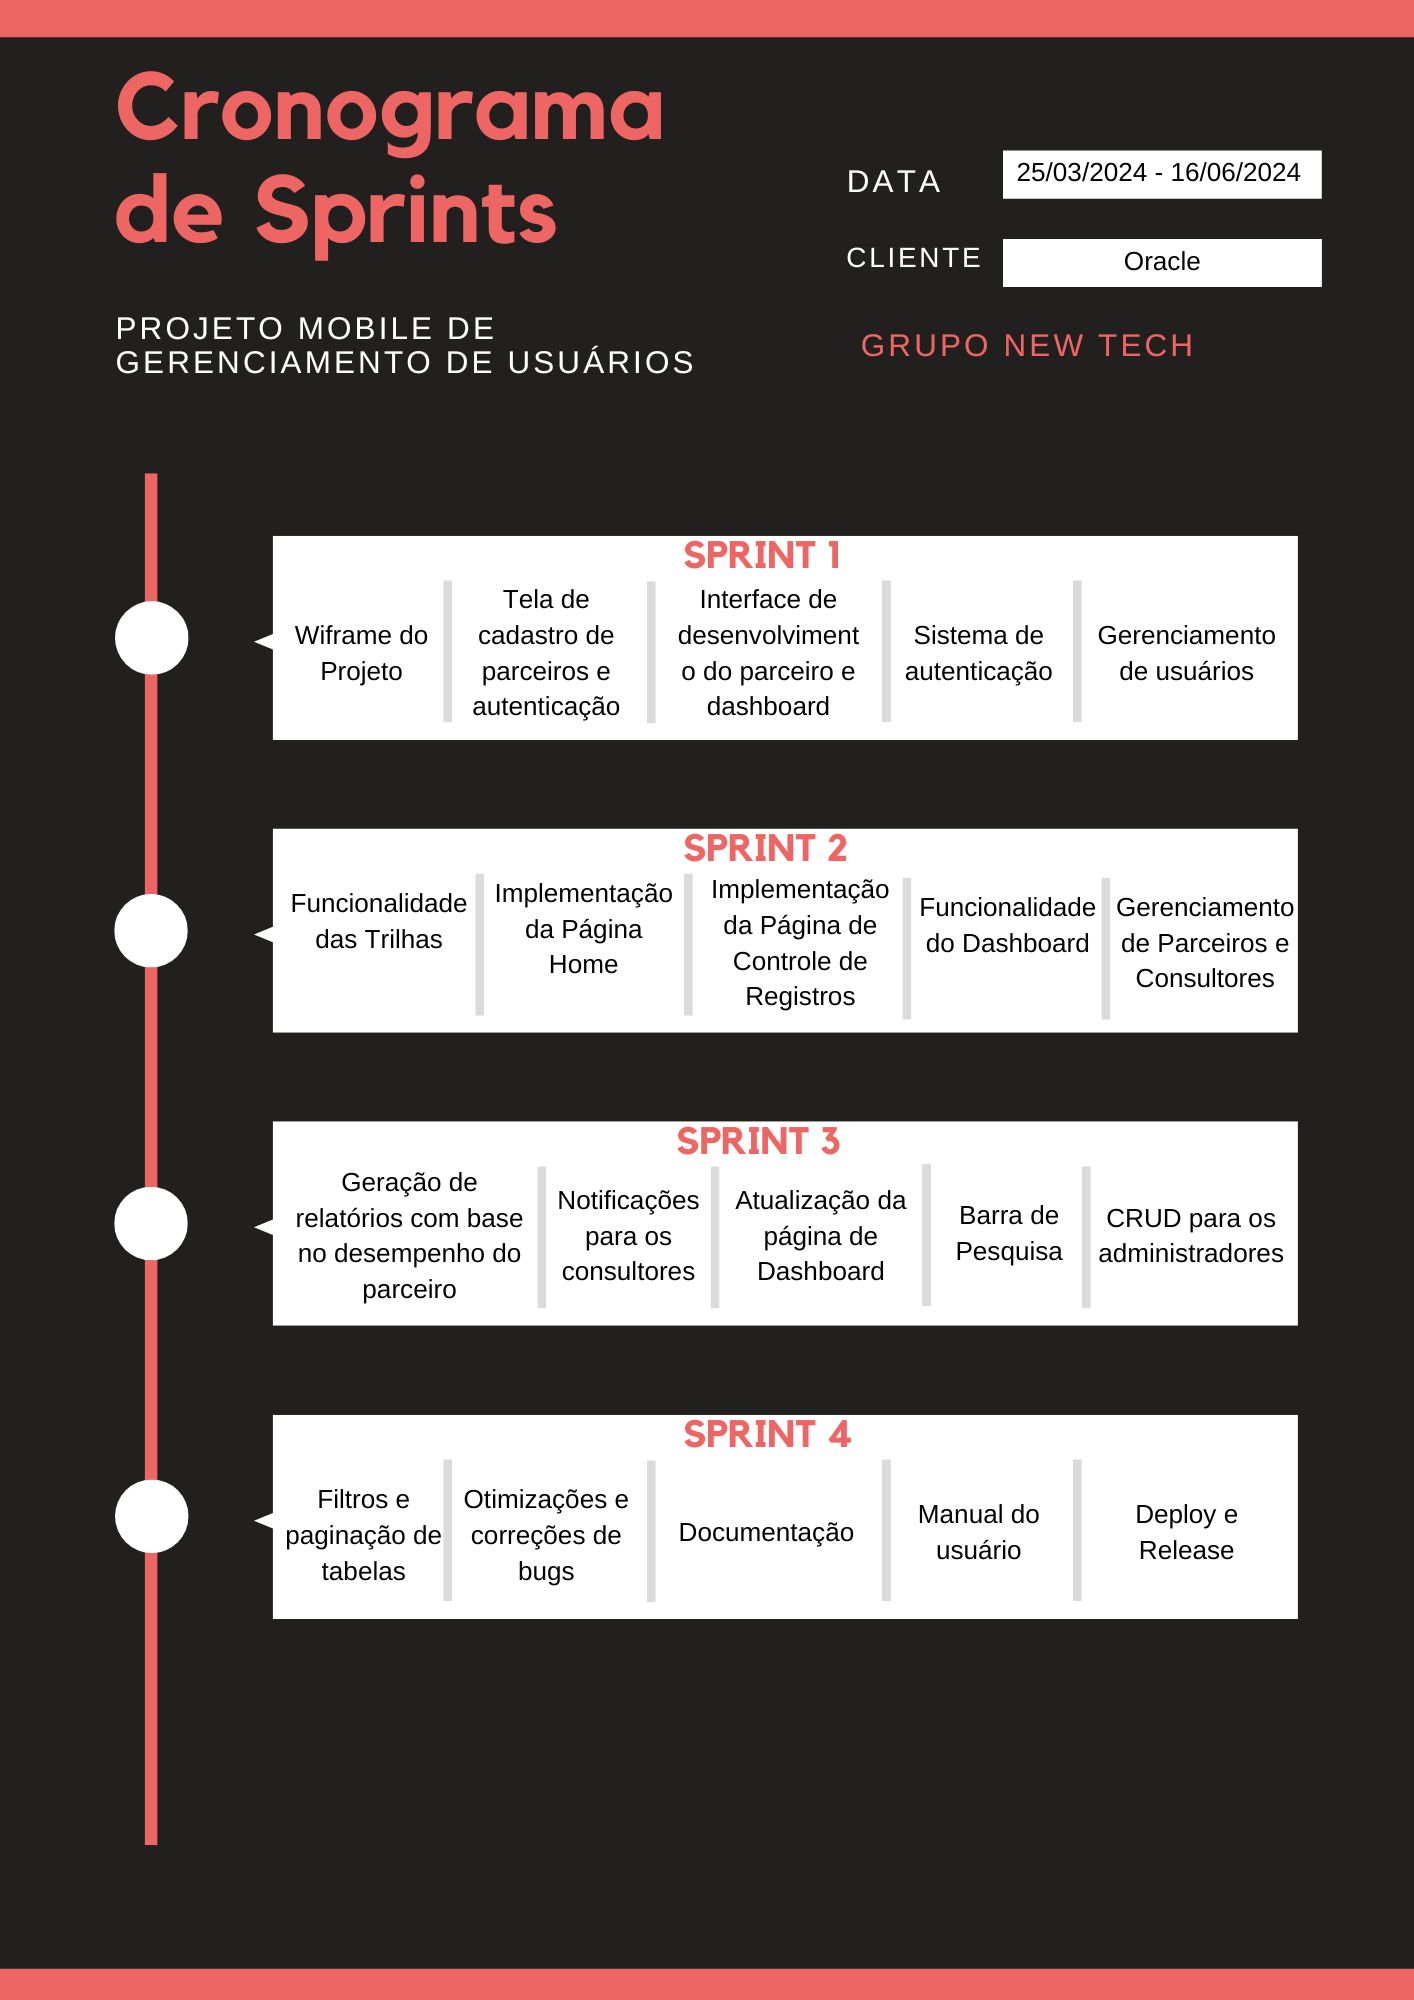 Cronograma
de Sprints
DATA
25/03/2024 - 16/06/2024
CLIENTE
Oracle
PROJETO MOBILE DE
GERENCIAMENTO DE USUÁRIOS
GRUPO NEW TECH
SPRINT 1
Wiframe do
Projeto
Tela de
cadastro de
parceiros e
autenticação
Interface de
desenvolviment
o do parceiro e
dashboard
Sistema de
autenticação
Gerenciamento
de usuários
SPRINT 2
Funcionalidade
das Trilhas
Implementação
da Página
Home
Implementação
da Página de
Controle de
Registros
Funcionalidade
do Dashboard
Gerenciamento
de Parceiros e
Consultores
SPRINT 3
Geração de
relatórios com base
no desempenho do
parceiro
Notificações
para os
consultores
Atualização da
página de
Dashboard
Barra de
Pesquisa
CRUD para os
administradores
SPRINT 4
Filtros e
paginação de
tabelas
Otimizações e
correções de
bugs
Documentação
Manual do
usuário
Deploy e
Release